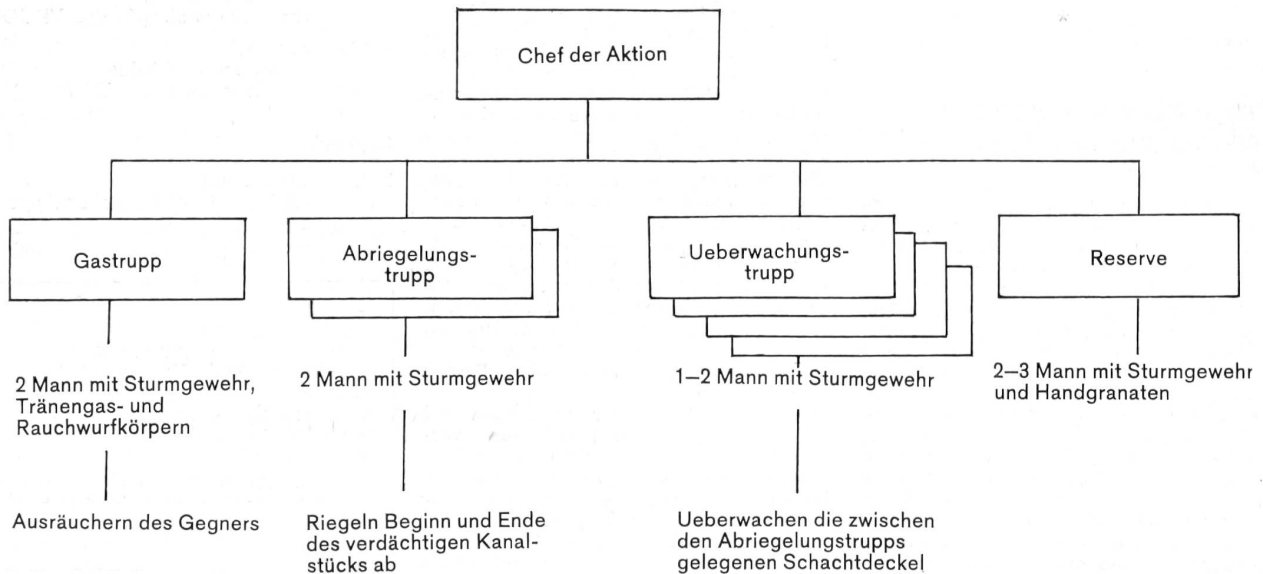 Chef der Aktion
Gastrupp
Abriegelungs-
trupp
Ueberwachungs-
trupp
Reserve
2 Mann mit Sturmgewehr,
Tränengas- und
Rauchwurfkörpern
2 Mann mit Sturmgewehr
1–2 Mann mit Sturmgewehr
2–3 Mann mit Sturmgewehr
und Handgranaten
Ausräuchern des Gegners
Riegeln Beginn und Ende
des verdächtigen Kanal-
stücks ab
Ueberwachen die zwischen
den Abriegelungstrupps
gelegenen Schachtdeckel